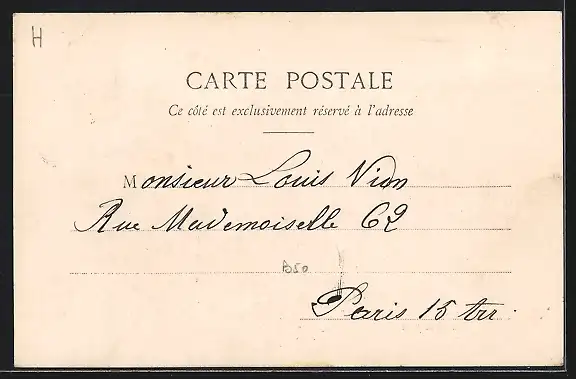 H
CARTE POSTALE
Ce côté est exclusivement réservé à l'adresse
Monsieur Louis Vion
Rue Mademoiselle 62
B50
Paris 15 arr.